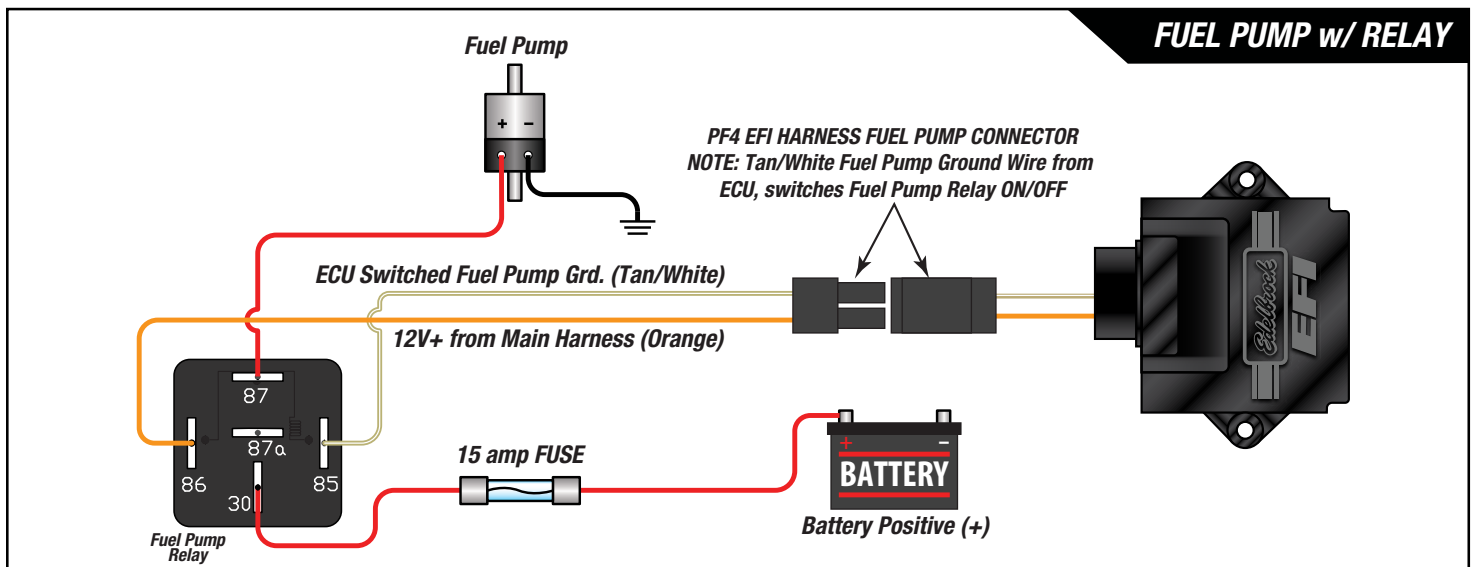 FUEL PUMP w/ RELAY
Fuel Pump
+ −
PF4 EFI HARNESS FUEL PUMP CONNECTOR
NOTE: Tan/White Fuel Pump Ground Wire from
ECU, switches Fuel Pump Relay ON/OFF
Edelbrock
EFI
ECU Switched Fuel Pump Grd. (Tan/White)
12V+ from Main Harness (Orange)
87
87a
86
85
30
Fuel Pump
Relay
15 amp FUSE
+ −
BATTERY
Battery Positive (+)